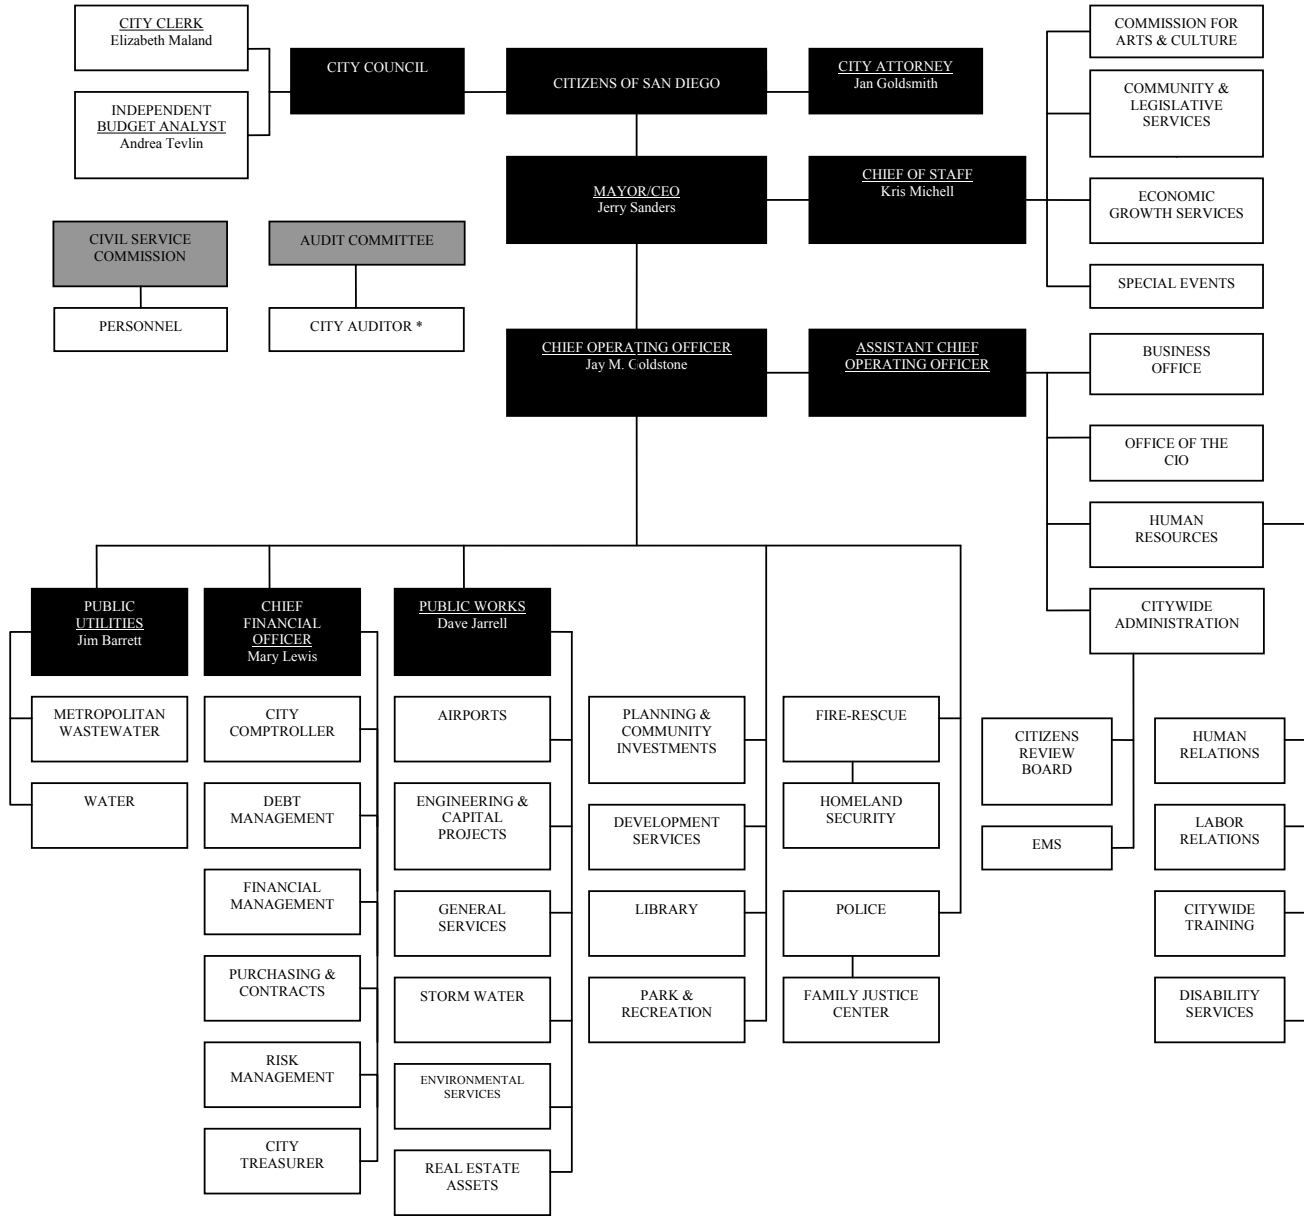 CITY CLERK
Elizabeth Maland
INDEPENDENT
BUDGET ANALYST
Andrea Tevlin
CITY COUNCIL
CITIZENS OF SAN DIEGO
CITY ATTORNEY
Jan Goldsmith
MAYOR/CEO
Jerry Sanders
CHIEF OF STAFF
Kris Michell
COMMISSION FOR
ARTS & CULTURE
COMMUNITY &
LEGISLATIVE
SERVICES
ECONOMIC
GROWTH SERVICES
SPECIAL EVENTS
CIVIL SERVICE
COMMISSION
PERSONNEL
AUDIT COMMITTEE
CITY AUDITOR *
CHIEF OPERATING OFFICER
Jay M. Goldstone
ASSISTANT CHIEF
OPERATING OFFICER
BUSINESS
OFFICE
OFFICE OF THE
CIO
HUMAN
RESOURCES
CITYWIDE
ADMINISTRATION
PUBLIC
UTILITIES
Jim Barrett
METROPOLITAN
WASTEWATER
WATER
CHIEF
FINANCIAL
OFFICER
Mary Lewis
CITY
COMPTROLLER
DEBT
MANAGEMENT
FINANCIAL
MANAGEMENT
PURCHASING &
CONTRACTS
RISK
MANAGEMENT
CITY
TREASURER
PUBLIC WORKS
Dave Jarrell
AIRPORTS
ENGINEERING &
CAPITAL
PROJECTS
GENERAL
SERVICES
STORM WATER
ENVIRONMENTAL
SERVICES
REAL ESTATE
ASSETS
PLANNING &
COMMUNITY
INVESTMENTS
DEVELOPMENT
SERVICES
LIBRARY
PARK &
RECREATION
FIRE-RESCUE
HOMELAND
SECURITY
POLICE
FAMILY JUSTICE
CENTER
CITIZENS
REVIEW
BOARD
EMS
HUMAN
RELATIONS
LABOR
RELATIONS
CITYWIDE
TRAINING
DISABILITY
SERVICES